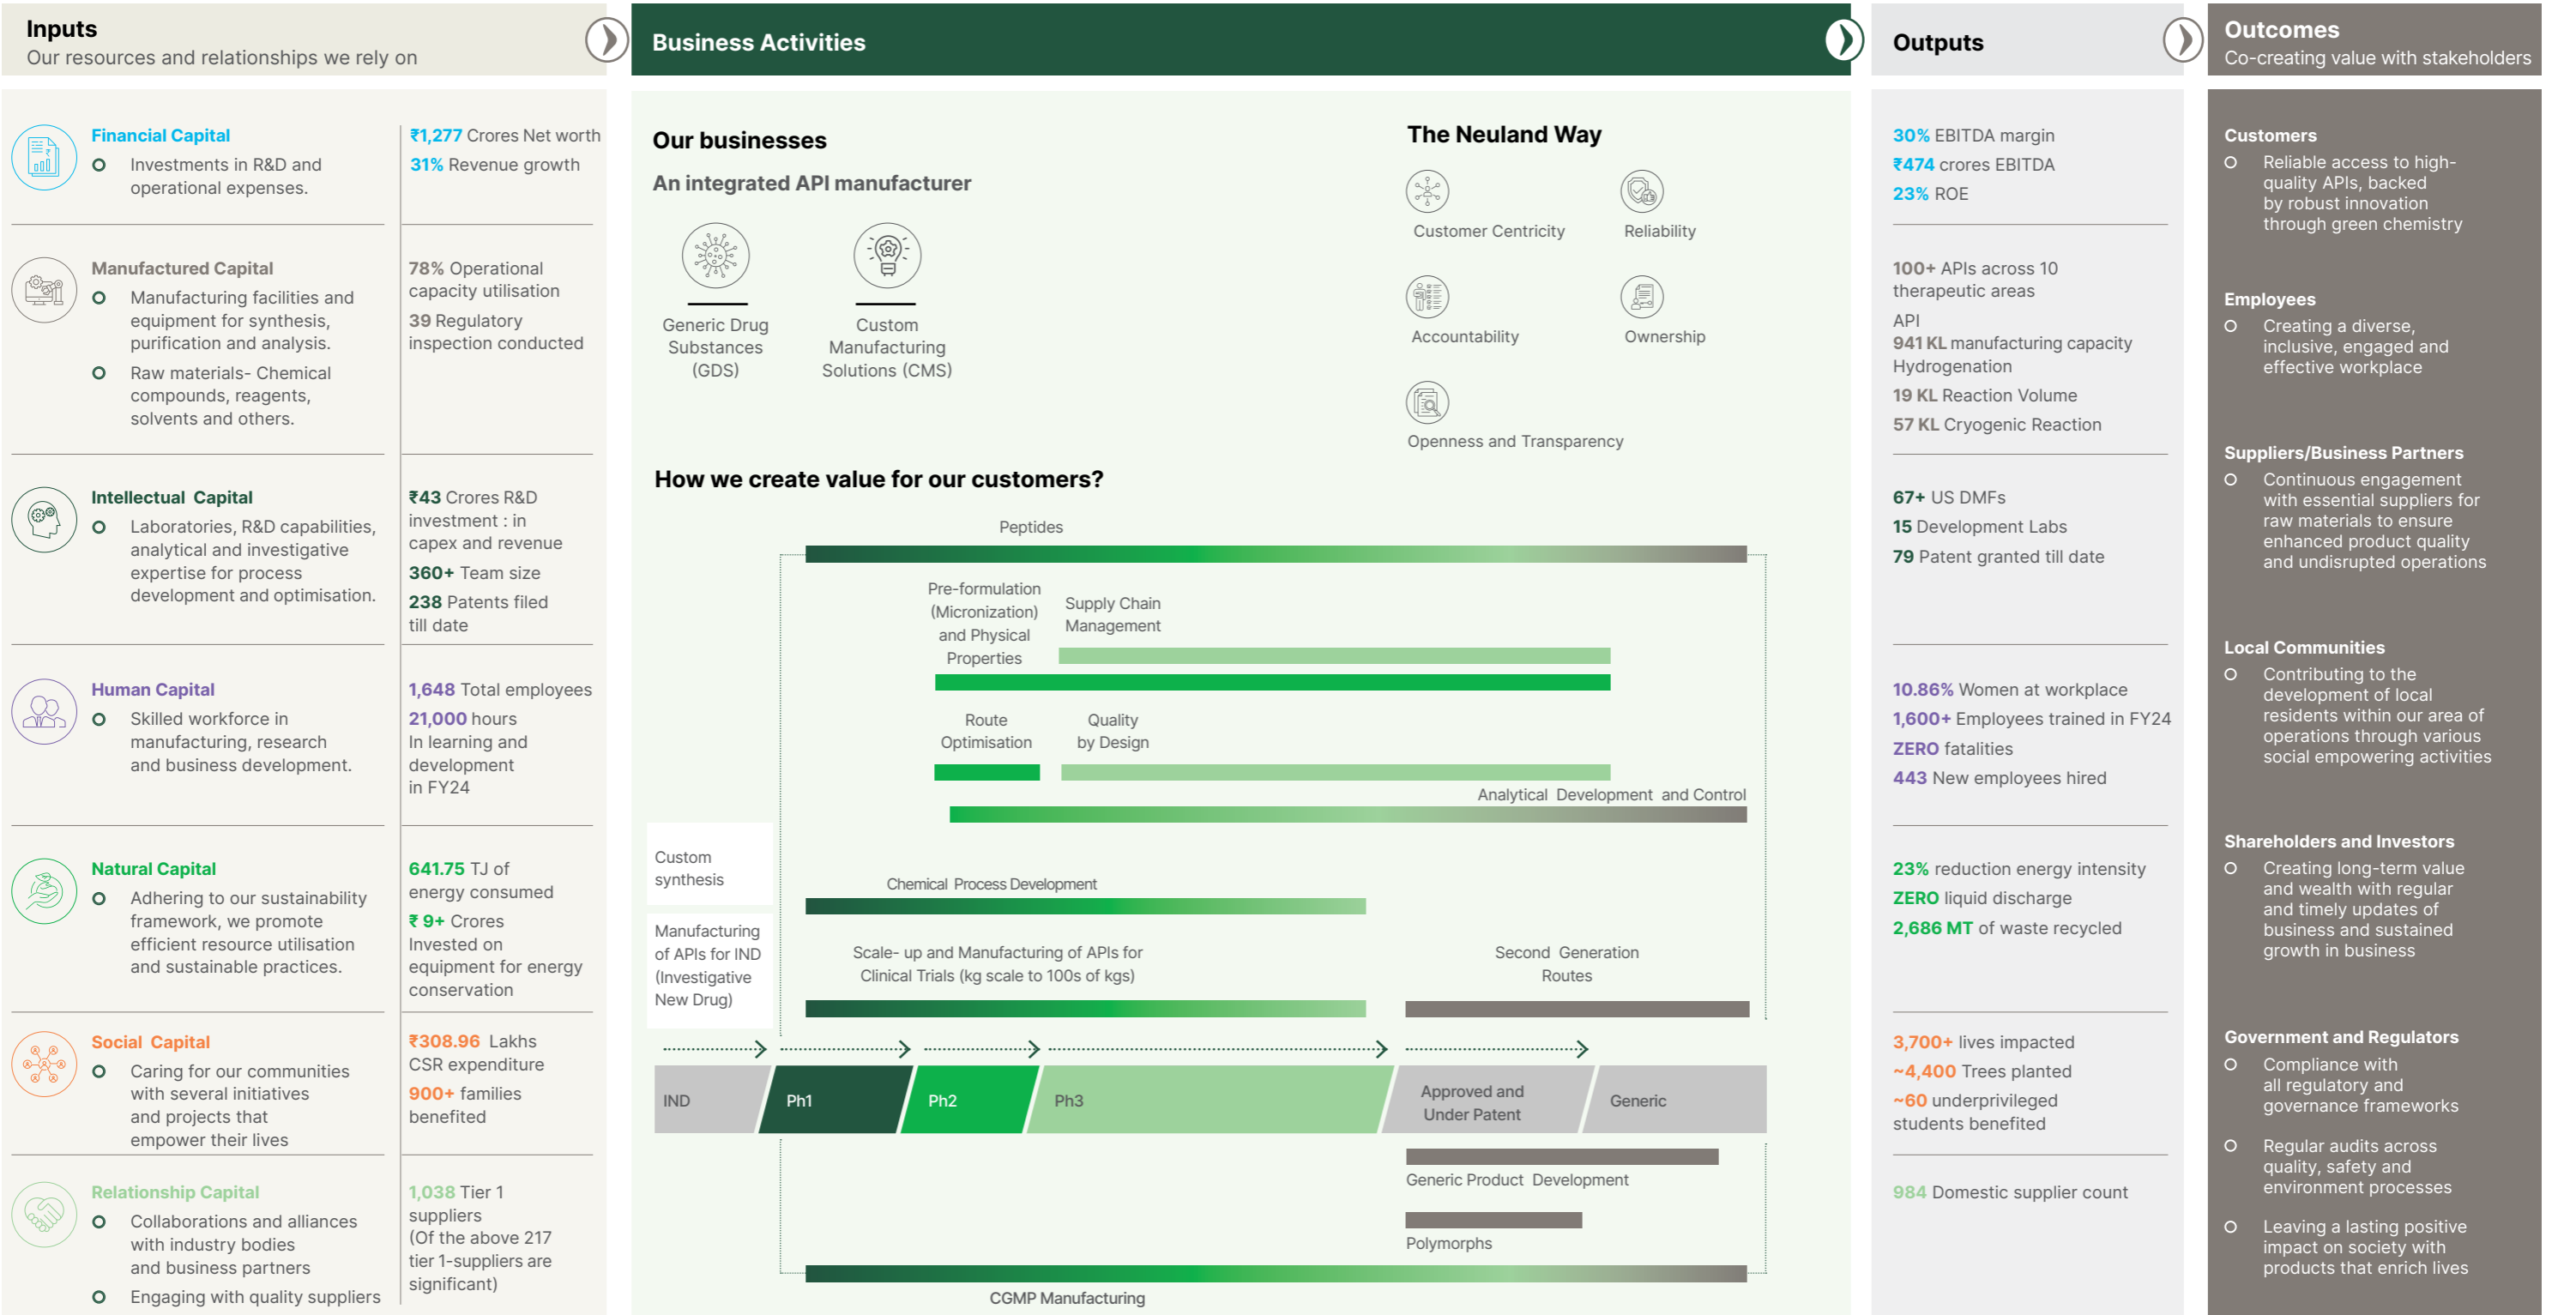 Inputs
Our resources and relationships we rely on
Financial Capital
Investments in R&D and
operational expenses.
₹1,277 Crores Net worth
31% Revenue growth
Manufactured Capital
Manufacturing facilities and
equipment for synthesis,
purification and analysis.
Raw materials- Chemical
compounds, reagents,
solvents and others.
78% Operational
capacity utilisation
39 Regulatory
inspection conducted
Intellectual Capital
Laboratories, R&D capabilities,
analytical and investigative
expertise for process
development and optimisation.
₹43 Crores R&D
investment : in
capex and revenue
360+ Team size
238 Patents filed
till date
Human Capital
Skilled workforce in
manufacturing, research
and business development.
1,648 Total employees
21,000 hours
In learning and
development
in FY24
Natural Capital
Adhering to our sustainability
framework, we promote
efficient resource utilisation
and sustainable practices.
641.75 TJ of
energy consumed
₹ 9+ Crores
Invested on
equipment for energy
conservation
Social Capital
Caring for our communities
with several initiatives
and projects that
empower their lives
₹308.96 Lakhs
CSR expenditure
900+ families
benefited
Relationship Capital
Collaborations and alliances
with industry bodies
and business partners
Engaging with quality suppliers
1,038 Tier 1
suppliers
(Of the above 217
tier 1-suppliers are
significant)
Business Activities
Our businesses
An integrated API manufacturer
Generic Drug
Substances
(GDS)
Custom
Manufacturing
Solutions (CMS)
The Neuland Way
Customer Centricity
Reliability
Accountability
Ownership
Openness and Transparency
How we create value for our customers?
Peptides
Pre-formulation
(Micronization)
and Physical
Properties
Supply Chain
Management
Route
Optimisation
Quality
by Design
Analytical Development and Control
Custom
synthesis
Chemical Process Development
Manufacturing
of APIs for IND
(Investigative
New Drug)
Scale- up and Manufacturing of APIs for
Clinical Trials (kg scale to 100s of kgs)
Second Generation
Routes
IND
Ph1
Ph2
Ph3
Approved and
Under Patent
Generic
Generic Product Development
Polymorphs
CGMP Manufacturing
Outputs
30% EBITDA margin
₹474 crores EBITDA
23% ROE
100+ APIs across 10
therapeutic areas
API
941 KL manufacturing capacity
Hydrogenation
19 KL Reaction Volume
57 KL Cryogenic Reaction
67+ US DMFs
15 Development Labs
79 Patent granted till date
10.86% Women at workplace
1,600+ Employees trained in FY24
ZERO fatalities
443 New employees hired
23% reduction energy intensity
ZERO liquid discharge
2,686 MT of waste recycled
3,700+ lives impacted
~4,400 Trees planted
~60 underprivileged
students benefited
984 Domestic supplier count
Outcomes
Co-creating value with stakeholders
Customers
Reliable access to high-
quality APIs, backed
by robust innovation
through green chemistry
Employees
Creating a diverse,
inclusive, engaged and
effective workplace
Suppliers/Business Partners
Continuous engagement
with essential suppliers for
raw materials to ensure
enhanced product quality
and undisrupted operations
Local Communities
Contributing to the
development of local
residents within our area of
operations through various
social empowering activities
Shareholders and Investors
Creating long-term value
and wealth with regular
and timely updates of
business and sustained
growth in business
Government and Regulators
Compliance with
all regulatory and
governance frameworks
Regular audits across
quality, safety and
environment processes
Leaving a lasting positive
impact on society with
products that enrich lives